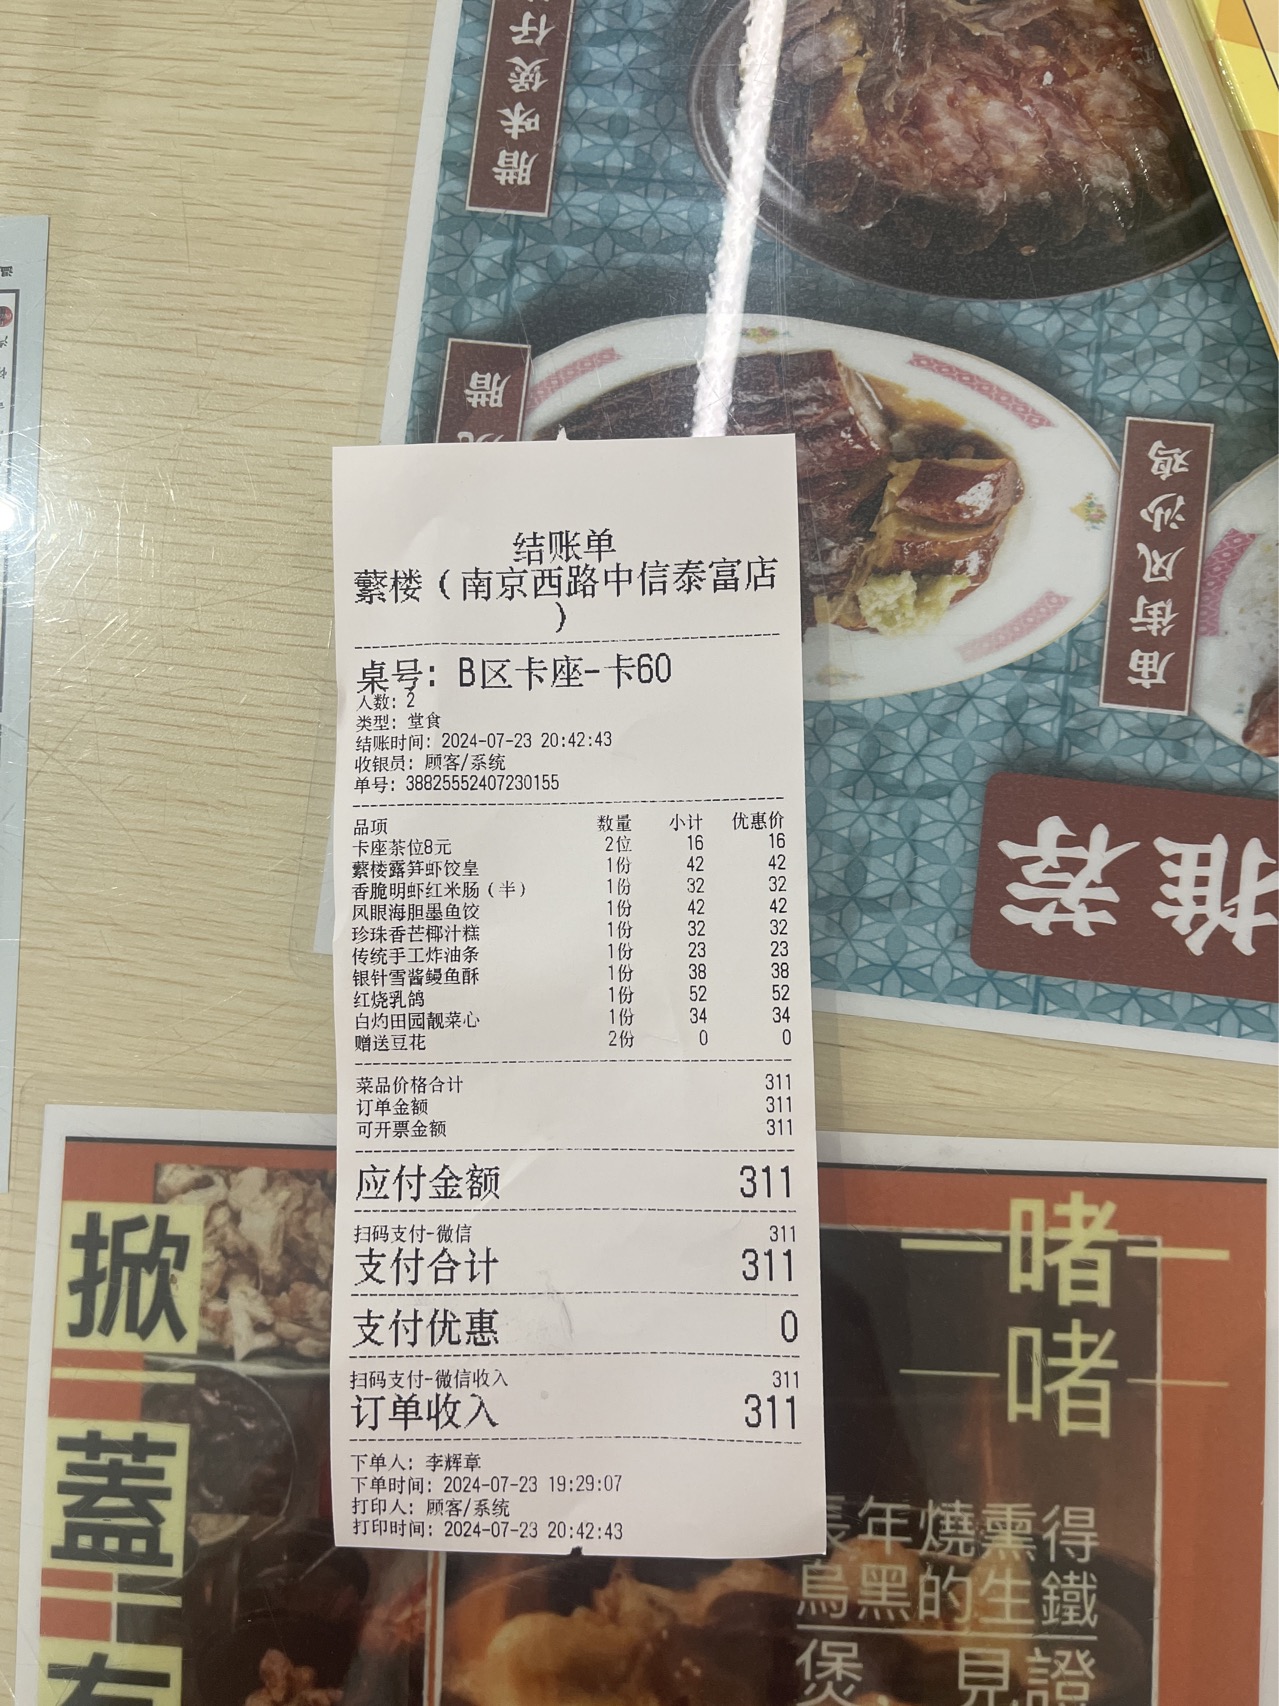 腊味煲仔
腊
庙街风沙鸡
推荐
结账单
蘩楼（南京西路中信泰富店
）
桌号: B区卡座-卡60
人数: 2
类型: 堂食
结账时间: 2024-07-23 20:42:43
收银员: 顾客/系统
单号: 38825552407230155
品项 数量 小计 优惠价
卡座茶位8元 2位 16 16
蘩楼露笋虾饺皇 1份 42 42
香脆明虾红米肠（半） 1份 32 32
凤眼海胆墨鱼饺 1份 42 42
珍珠香芒椰汁糕 1份 32 32
传统手工炸油条 1份 23 23
银针雪酱鳗鱼酥 1份 38 38
红烧乳鸽 1份 52 52
白灼田园靓菜心 1份 34 34
赠送豆花 2份 0 0
菜品价格合计 311
订单金额 311
可开票金额 311
应付金额 311
扫码支付-微信 311
支付合计 311
支付优惠 0
扫码支付-微信收入 311
订单收入 311
下单人: 李辉章
下单时间: 2024-07-23 19:29:07
打印人: 顾客/系统
打印时间: 2024-07-23 20:42:43
掀蓋有
啫啫
長年燒熏得
烏黑的生鐵
煲，見證